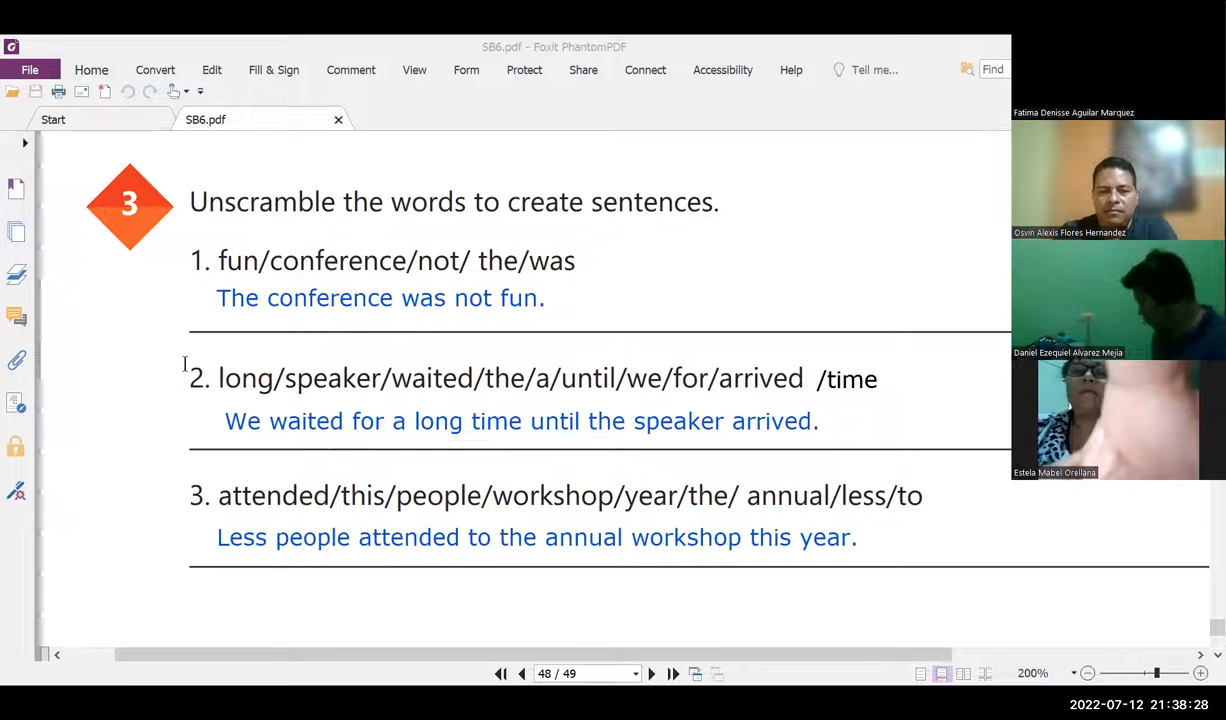 SB6.pdf - Foxit PhantomPDF
File Home Convert Edit Fill & Sign Comment View Form Protect Share Connect Accessibility Help Tell me... Find
Start SB6.pdf
3 Unscramble the words to create sentences.
1. fun/conference/not/ the/was
The conference was not fun.
2. long/speaker/waited/the/a/until/we/for/arrived /time
We waited for a long time until the speaker arrived.
3. attended/this/people/workshop/year/the/ annual/less/to
Less people attended to the annual workshop this year.
Fatima Denisse Aguilar Marquez
Osvin Alexis Flores Hernandez
Daniel Ezequiel Alvarez Mejia
Estela Mabel Orellana
48 / 49
200%
2022-07-12 21:38:28